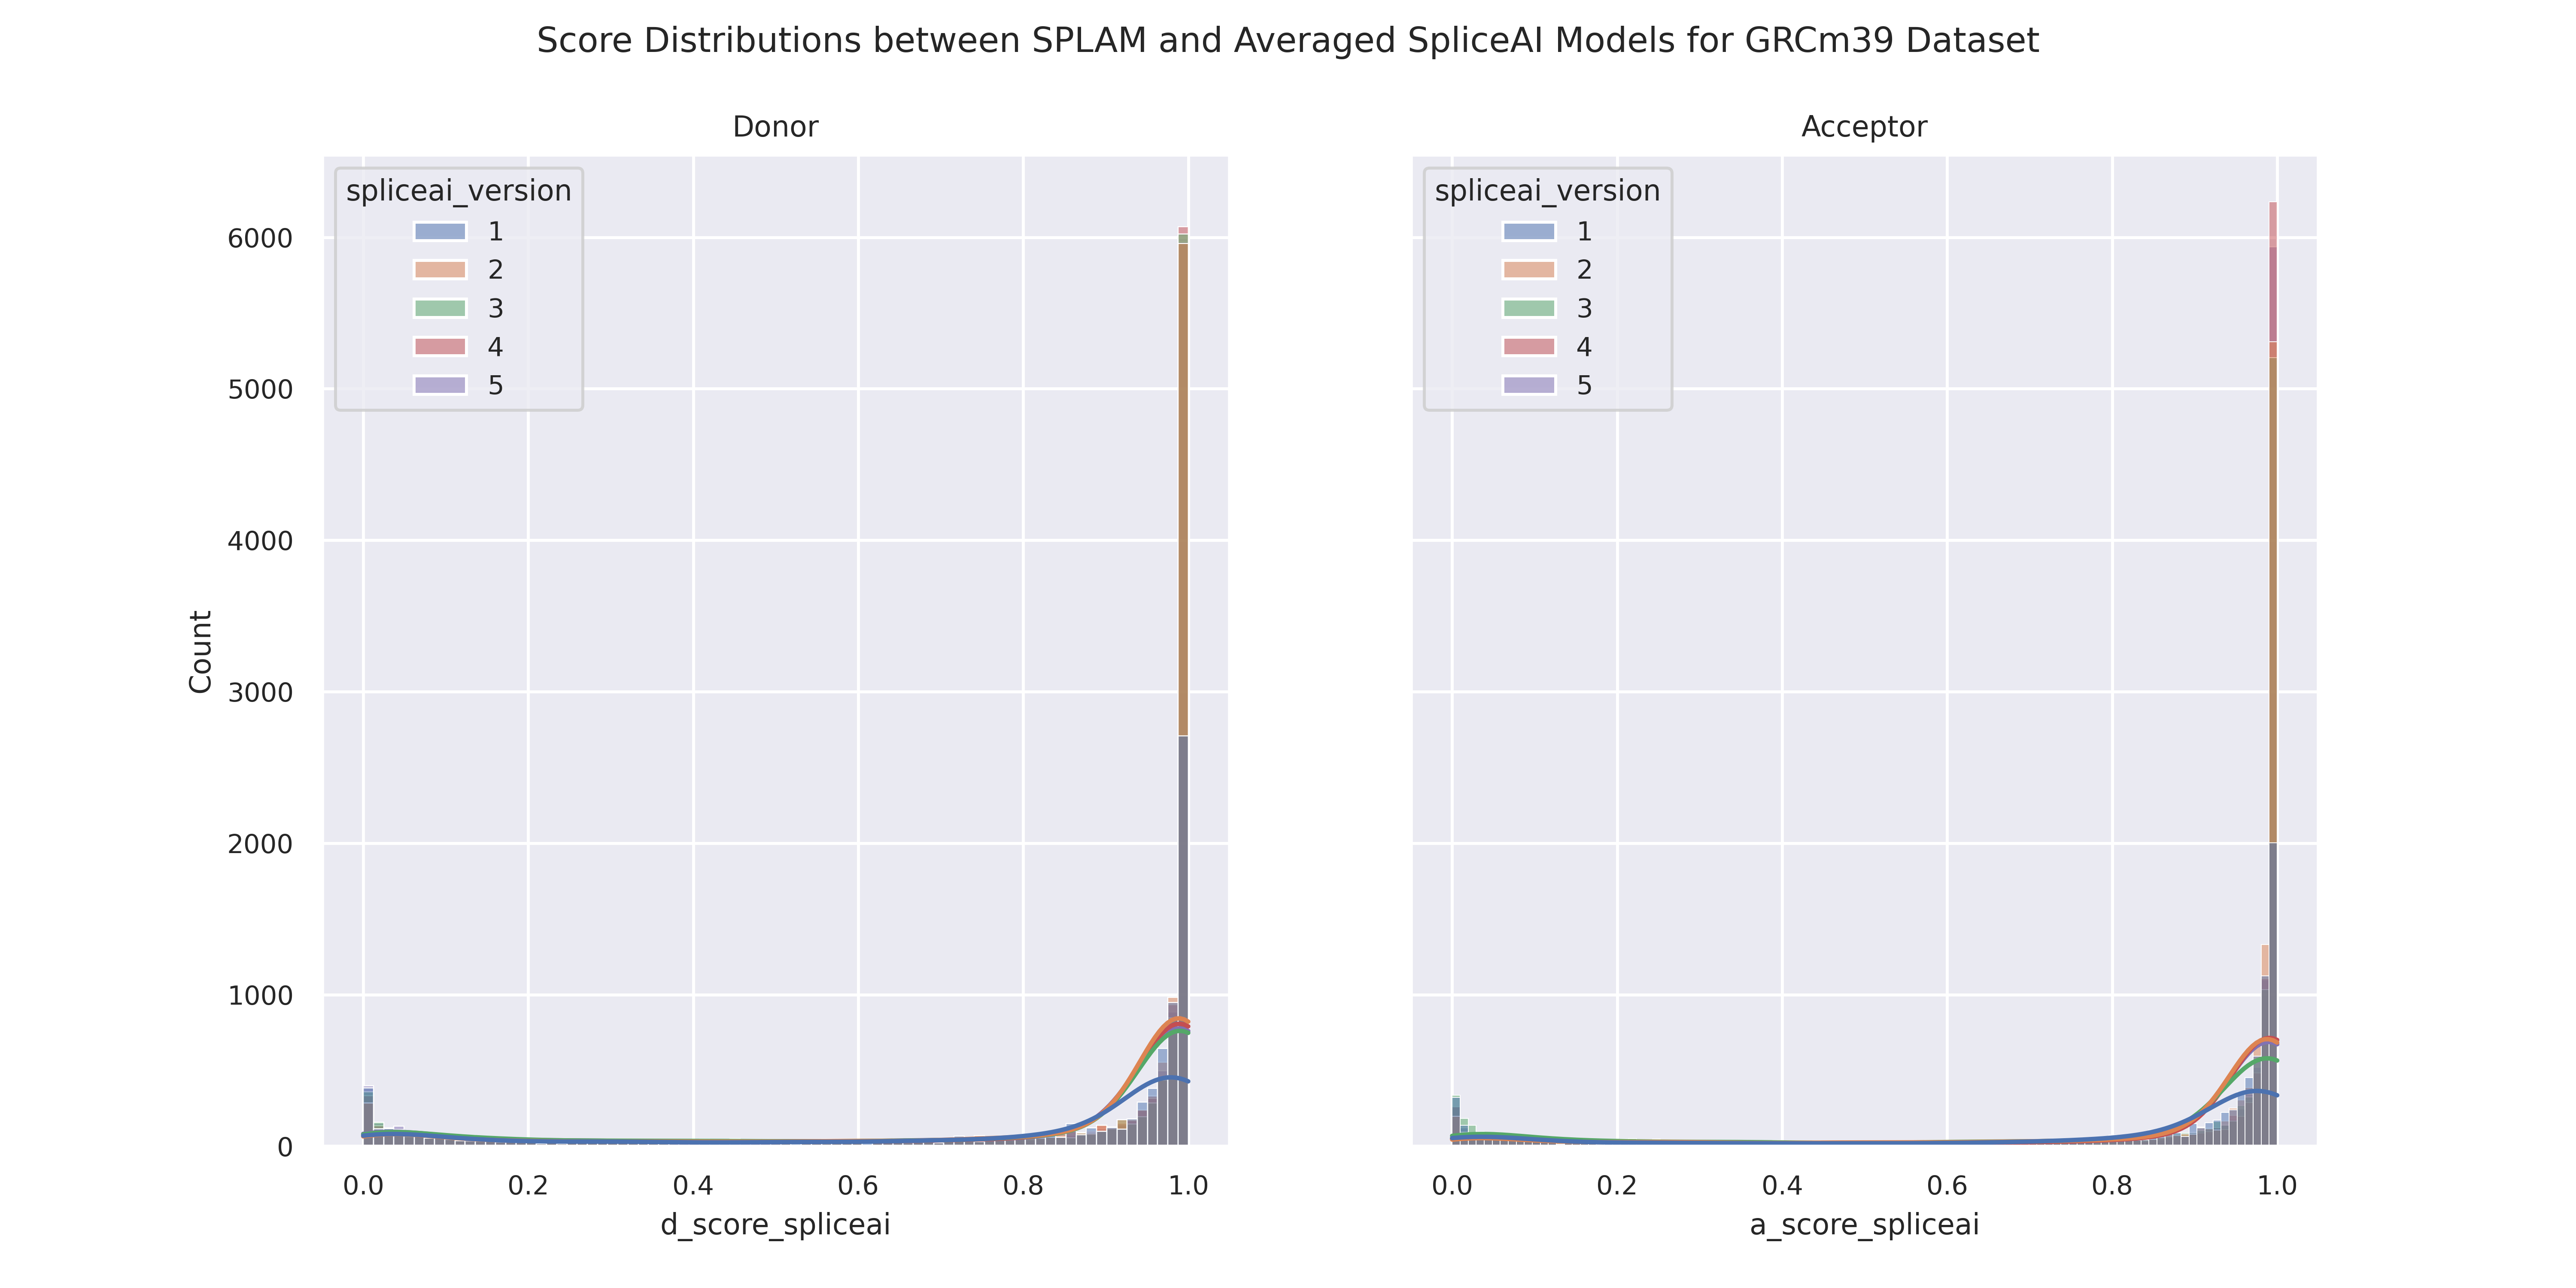 Score Distributions between SPLAM and Averaged SpliceAI Models for GRCm39 Dataset
Donor
spliceai_version
1
2
3
4
5
6000
5000
4000
3000
2000
1000
0
Count
0.0 0.2 0.4 0.6 0.8 1.0
d_score_spliceai
Acceptor
spliceai_version
1
2
3
4
5
0.0 0.2 0.4 0.6 0.8 1.0
a_score_spliceai